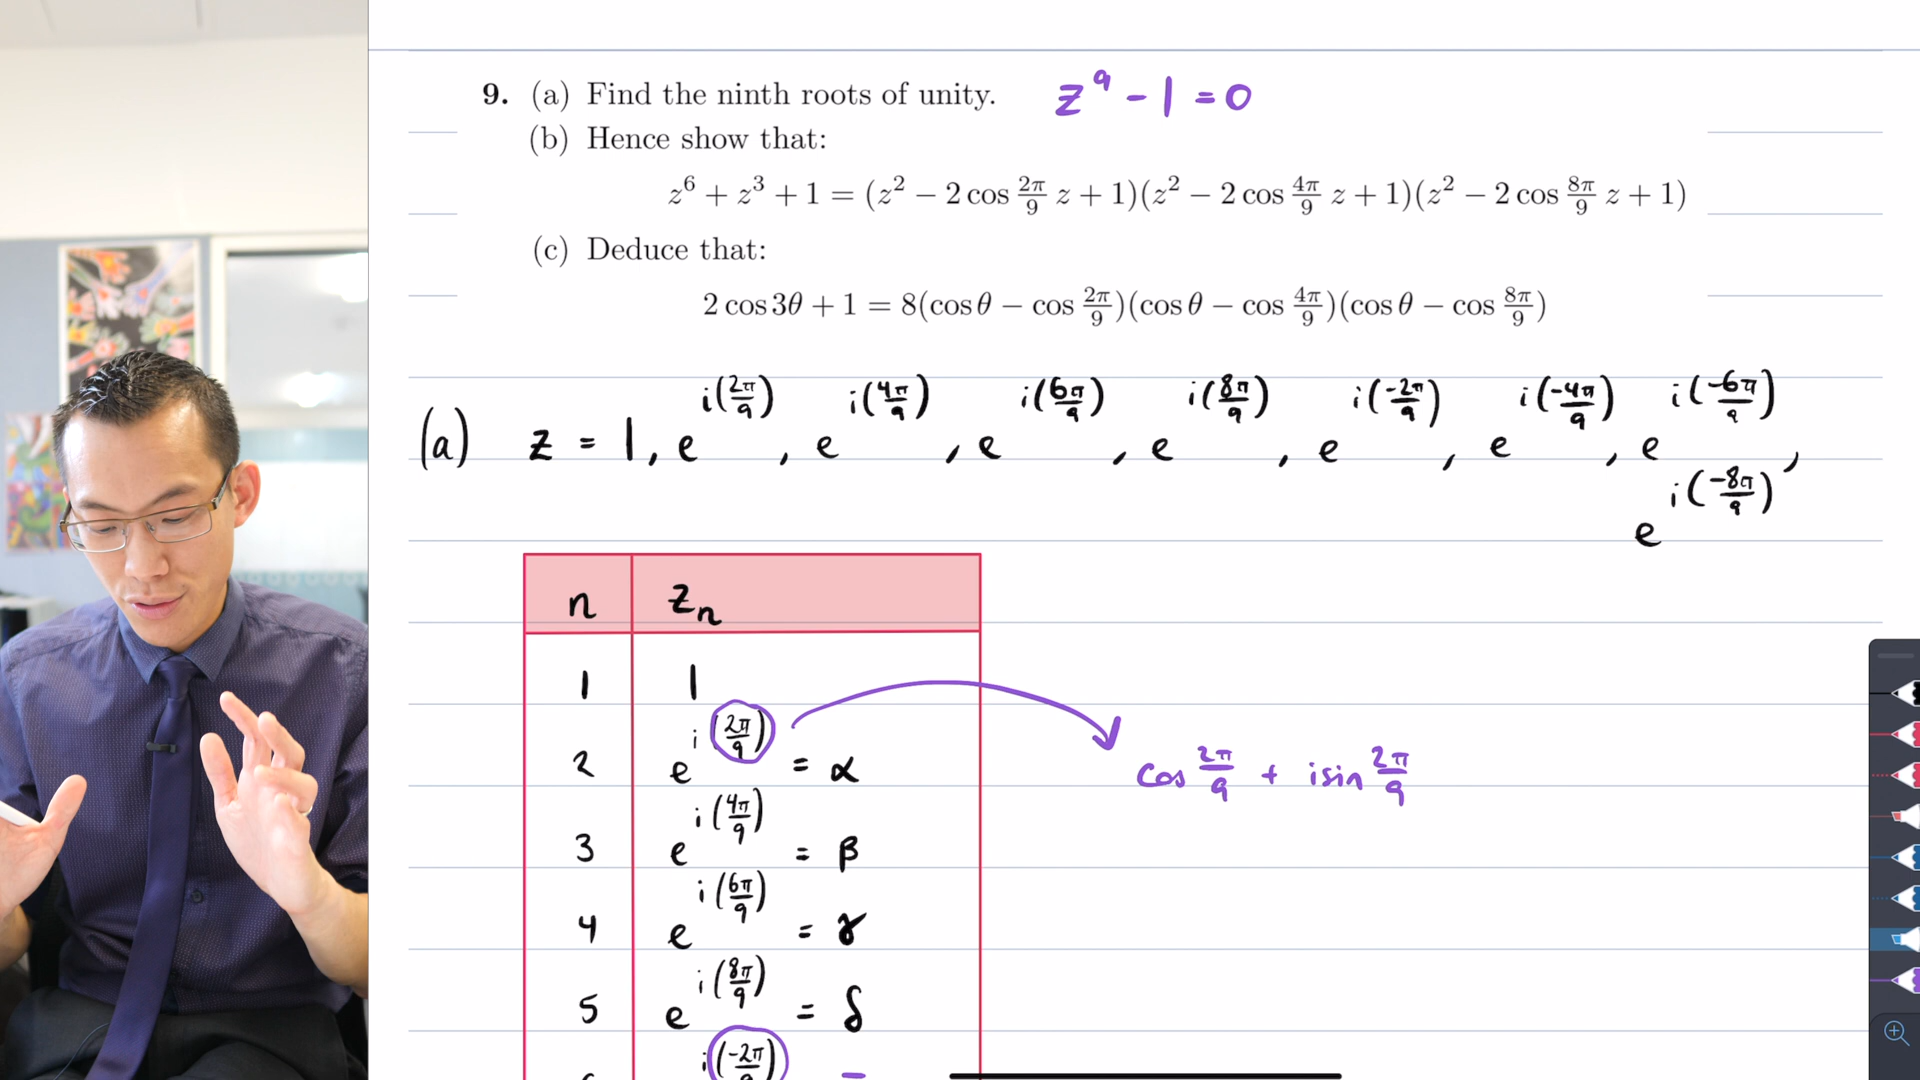 9. (a) Find the ninth roots of unity. z⁹ - 1 = 0
(b) Hence show that:
z⁶ + z³ + 1 = (z² − 2 cos 2π/9 z + 1)(z² − 2 cos 4π/9 z + 1)(z² − 2 cos 8π/9 z + 1)
(c) Deduce that:
2 cos 3θ + 1 = 8(cos θ − cos 2π/9)(cos θ − cos 4π/9)(cos θ − cos 8π/9)
(a) z = 1, e^i(2π/9), e^i(4π/9), e^i(6π/9), e^i(8π/9), e^i(-2π/9), e^i(-4π/9), e^i(-6π/9),
e^i(-8π/9)
n zₙ
1 1
2 e^i(2π/9) = α
cos 2π/9 + i sin 2π/9
3 e^i(4π/9) = β
4 e^i(6π/9) = γ
5 e^i(8π/9) = δ
i(-2π/9)